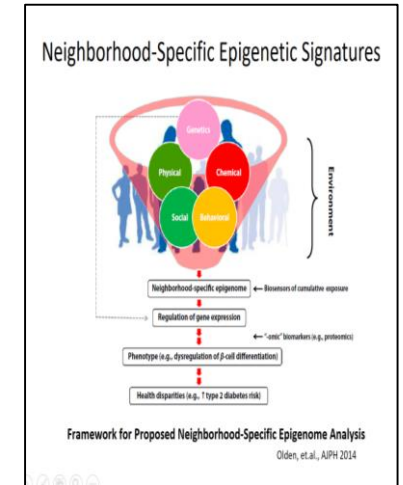 Neighborhood-Specific Epigenetic Signatures
Genetics
Physical
Chemical
Social
Behavioral
Environment
Neighborhood-specific epigenome
Biosensors of cumulative exposure
Regulation of gene expression
"-omic" biomarkers (e.g., proteomics)
Phenotype (e.g., dysregulation of β-cell differentiation)
Health disparities (e.g., ↑ type 2 diabetes risk)
Framework for Proposed Neighborhood-Specific Epigenome Analysis
Olden, et.al., AJPH 2014